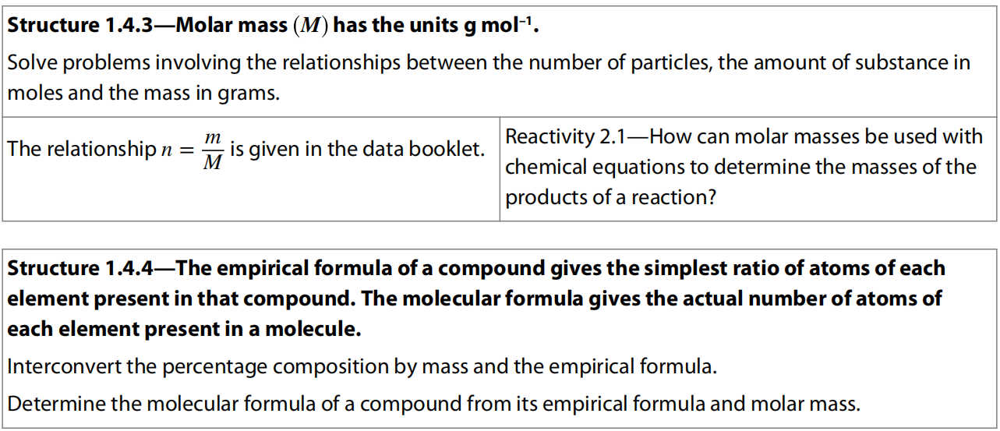 Structure 1.4.3—Molar mass (M) has the units g mol⁻¹.
Solve problems involving the relationships between the number of particles, the amount of substance in
moles and the mass in grams.
The relationship n = m/M is given in the data booklet.
Reactivity 2.1—How can molar masses be used with
chemical equations to determine the masses of the
products of a reaction?
Structure 1.4.4—The empirical formula of a compound gives the simplest ratio of atoms of each
element present in that compound. The molecular formula gives the actual number of atoms of
each element present in a molecule.
Interconvert the percentage composition by mass and the empirical formula.
Determine the molecular formula of a compound from its empirical formula and molar mass.